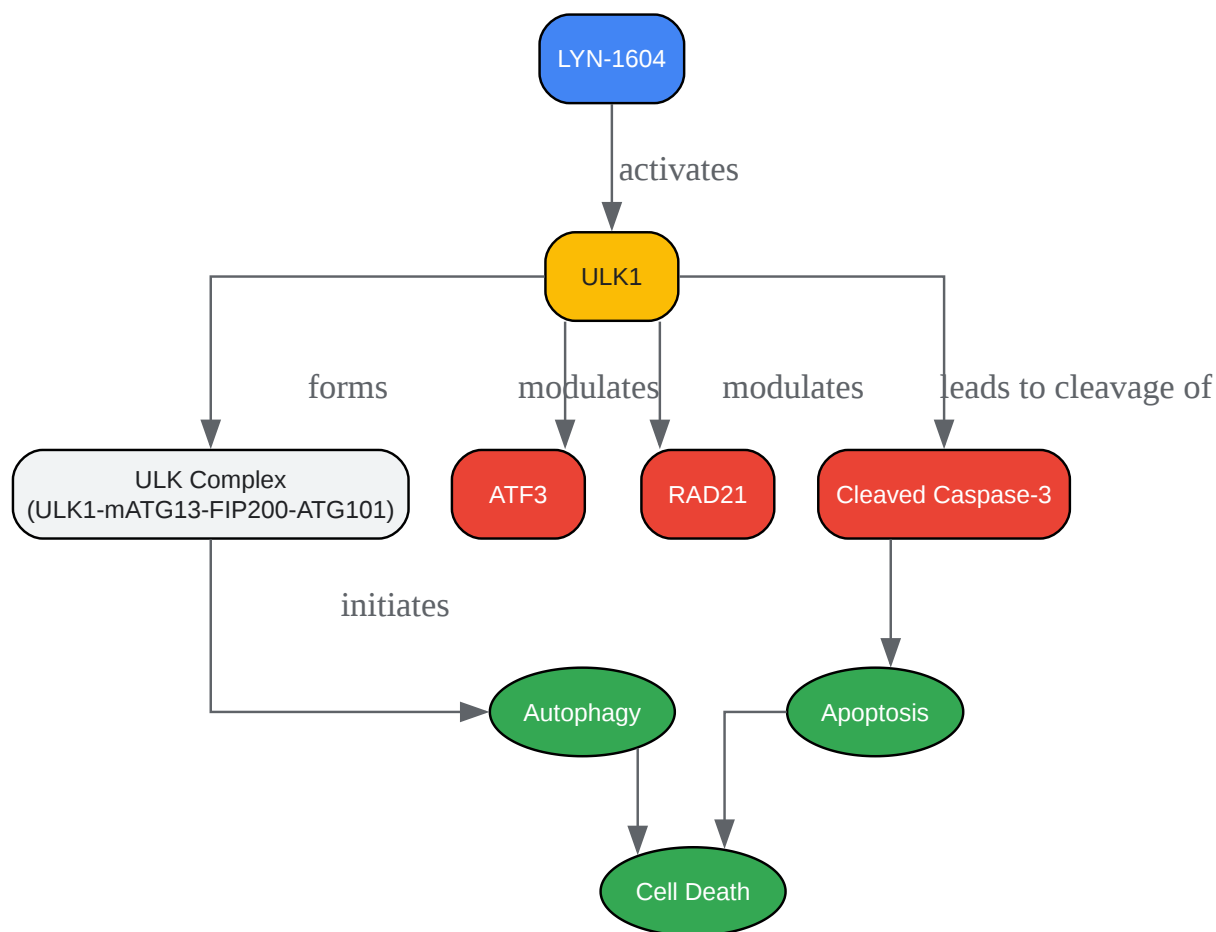 LYN-1604
activates
ULK1
forms
modulates
modulates
leads to cleavage of
ULK Complex
(ULK1-mATG13-FIP200-ATG101)
ATF3
RAD21
Cleaved Caspase-3
initiates
Autophagy
Apoptosis
Cell Death